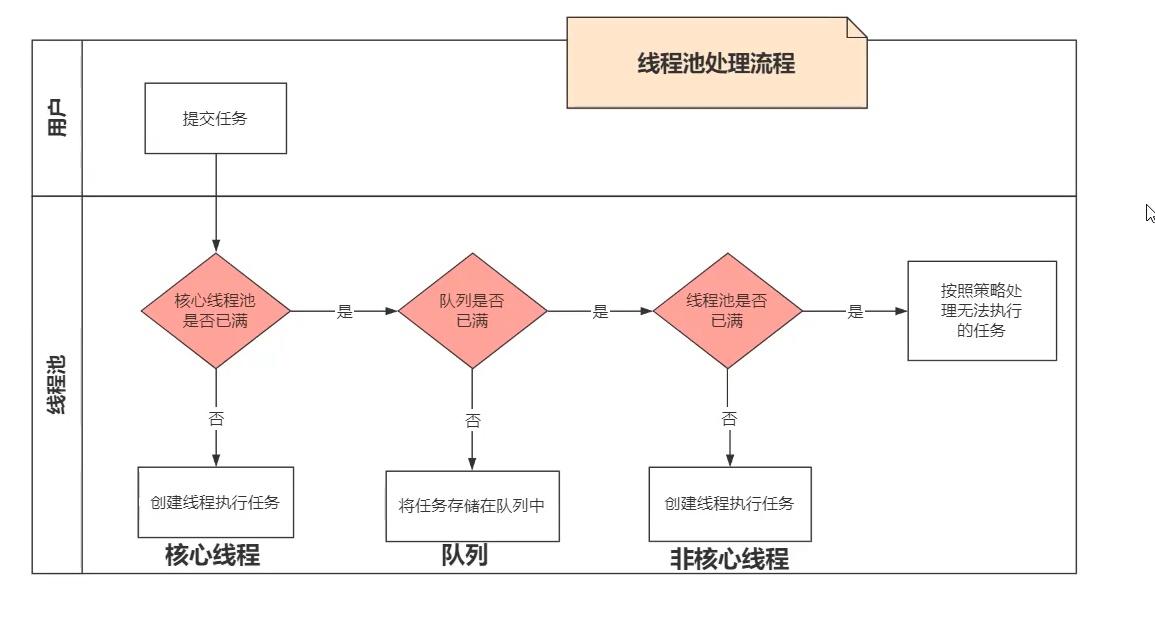 线程池处理流程
用户
提交任务
线程池
核心线程池
是否已满
是
队列是否
已满
是
线程池是否
已满
是
按照策略处
理无法执行
的任务
否
否
否
创建线程执行任务
将任务存储在队列中
创建线程执行任务
核心线程
队列
非核心线程